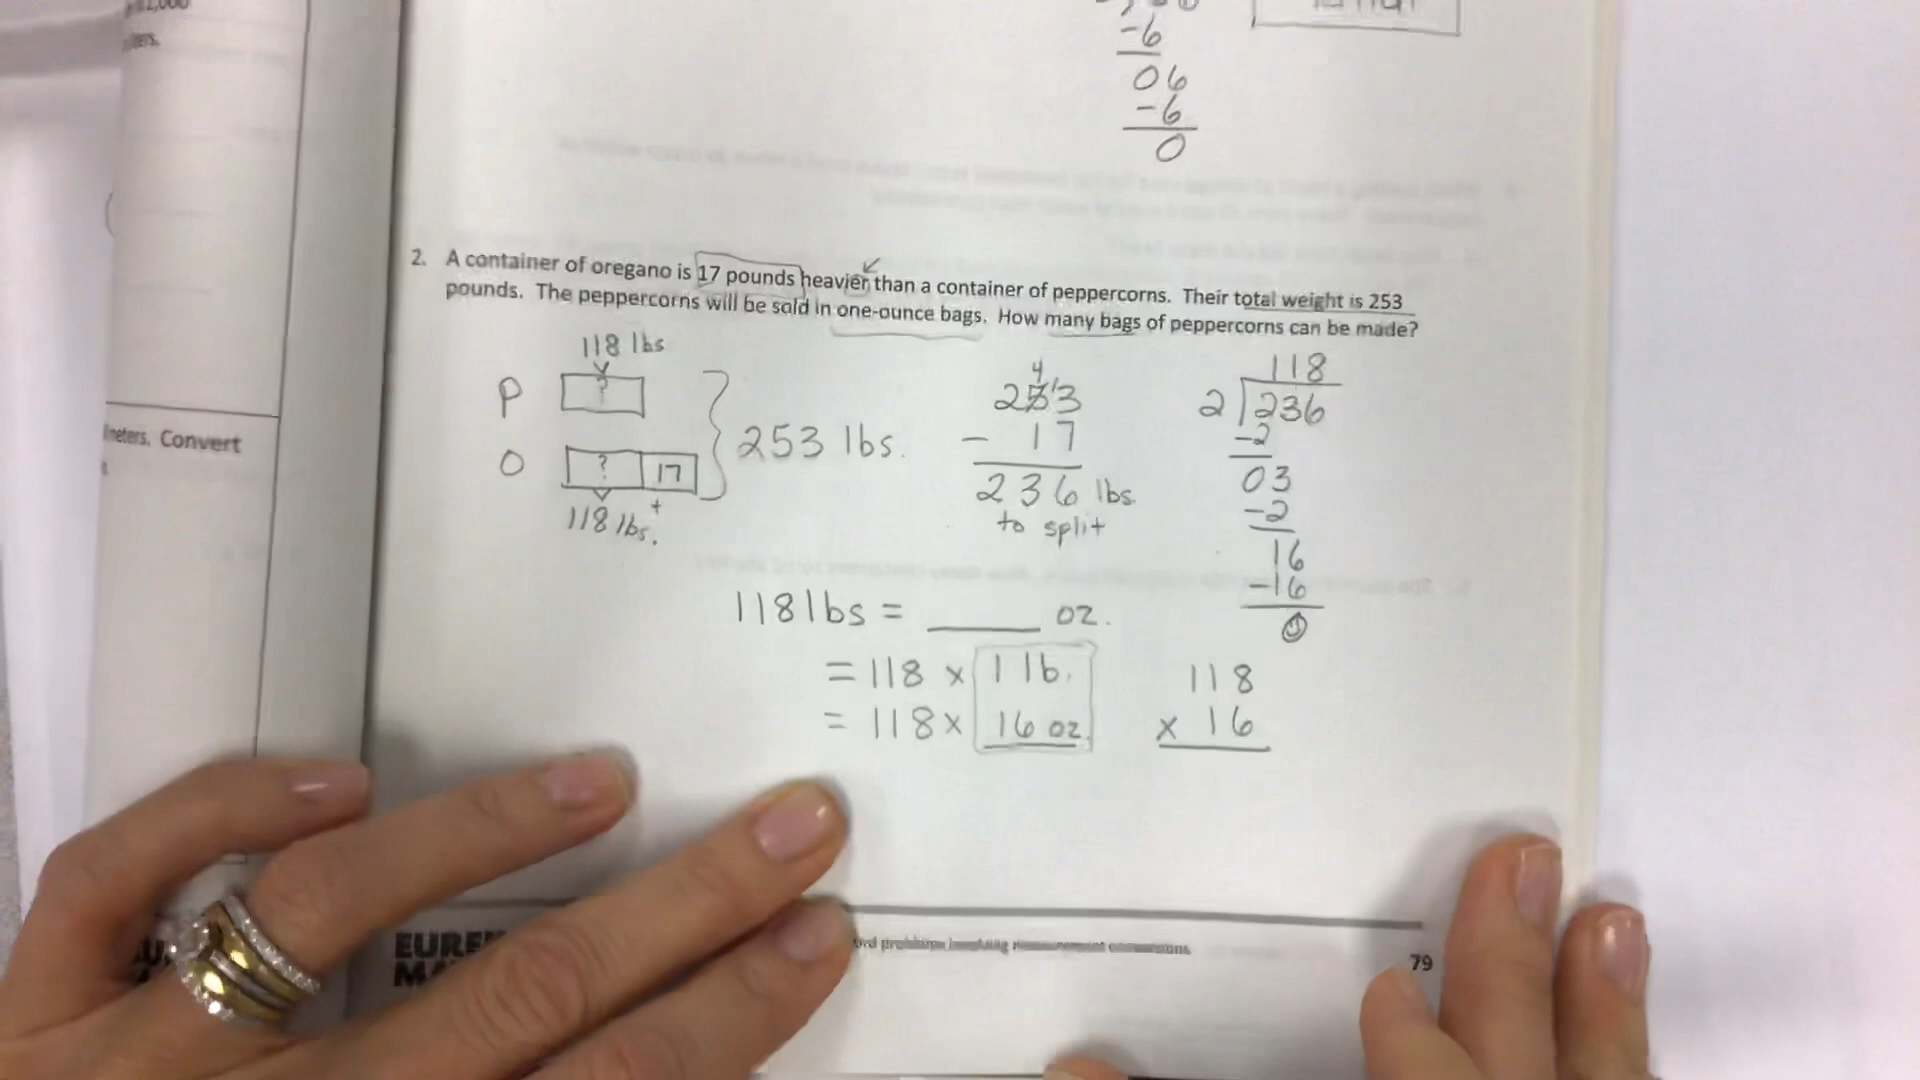 -6
06
-6
0
2. A container of oregano is 17 pounds heavier than a container of peppercorns. Their total weight is 253
pounds. The peppercorns will be sold in one-ounce bags. How many bags of peppercorns can be made?
118 lbs
P ?
O ? 17
118 lbs. +
253 lbs.
4
253
- 17
236 lbs.
to split
118
2 236
-2
03
-2
16
-16
0
118 lbs = ____ oz.
= 118 x 1 lb.
= 118 x 16 oz.
118
x 16
Convert
79